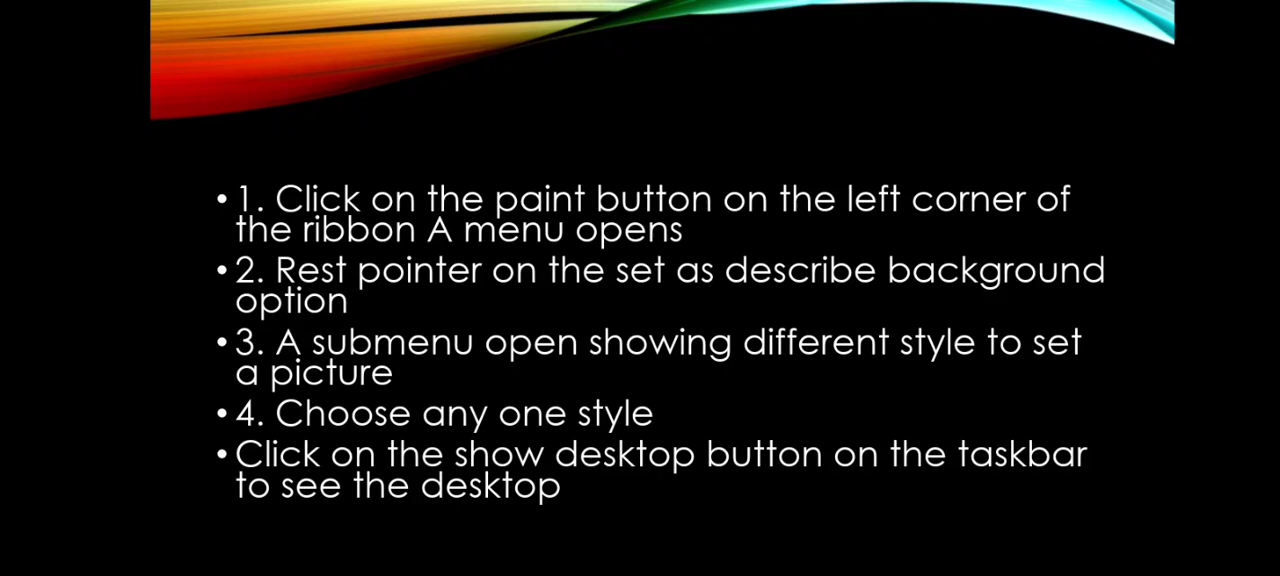 • 1. Click on the paint button on the left corner of
the ribbon A menu opens
• 2. Rest pointer on the set as describe background
option
• 3. A submenu open showing different style to set
a picture
• 4. Choose any one style
• Click on the show desktop button on the taskbar
to see the desktop